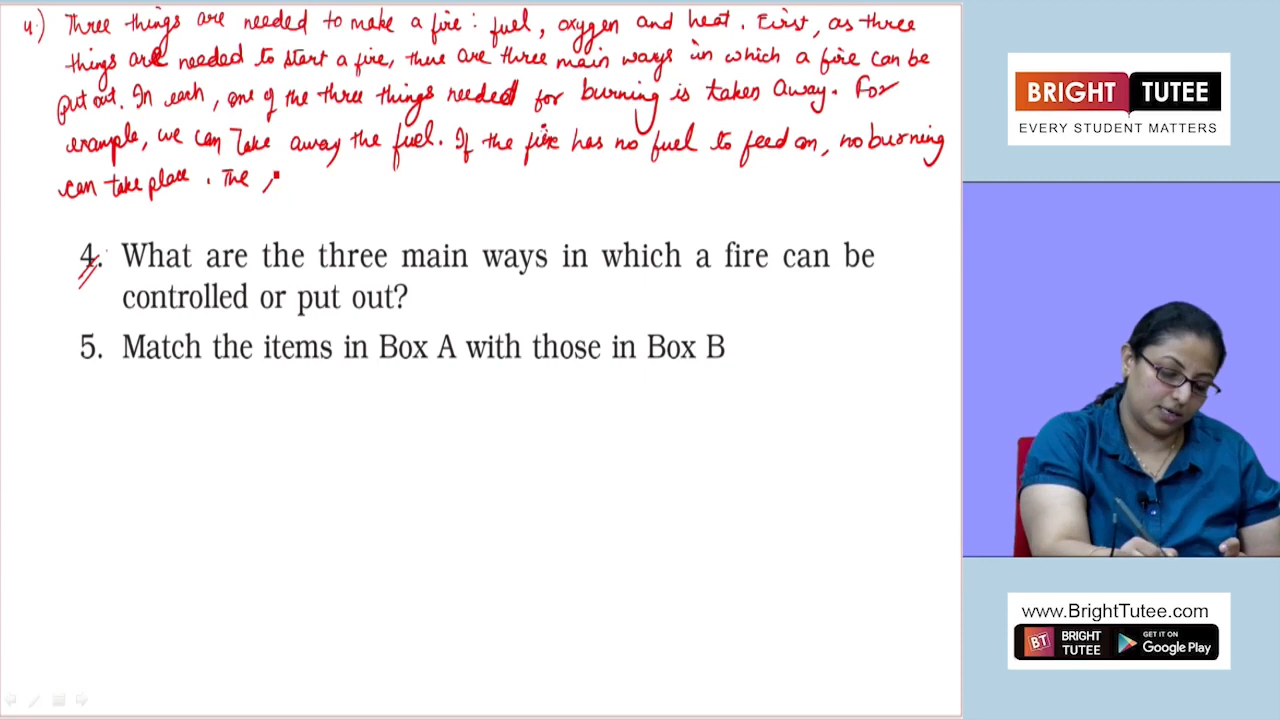 4.) Three things are needed to make a fire : fuel, oxygen and heat. First, as three
things are needed to start a fire, there are three main ways in which a fire can be
put out. In each, one of the three things needed for burning is taken away. For
example, we can Take away the fuel. If the fire has no fuel to feed on, no burning
can take place. The
4. What are the three main ways in which a fire can be
controlled or put out?
5. Match the items in Box A with those in Box B
BRIGHT TUTEE
EVERY STUDENT MATTERS
www.BrightTutee.com
BT BRIGHT TUTEE
GET IT ON Google Play